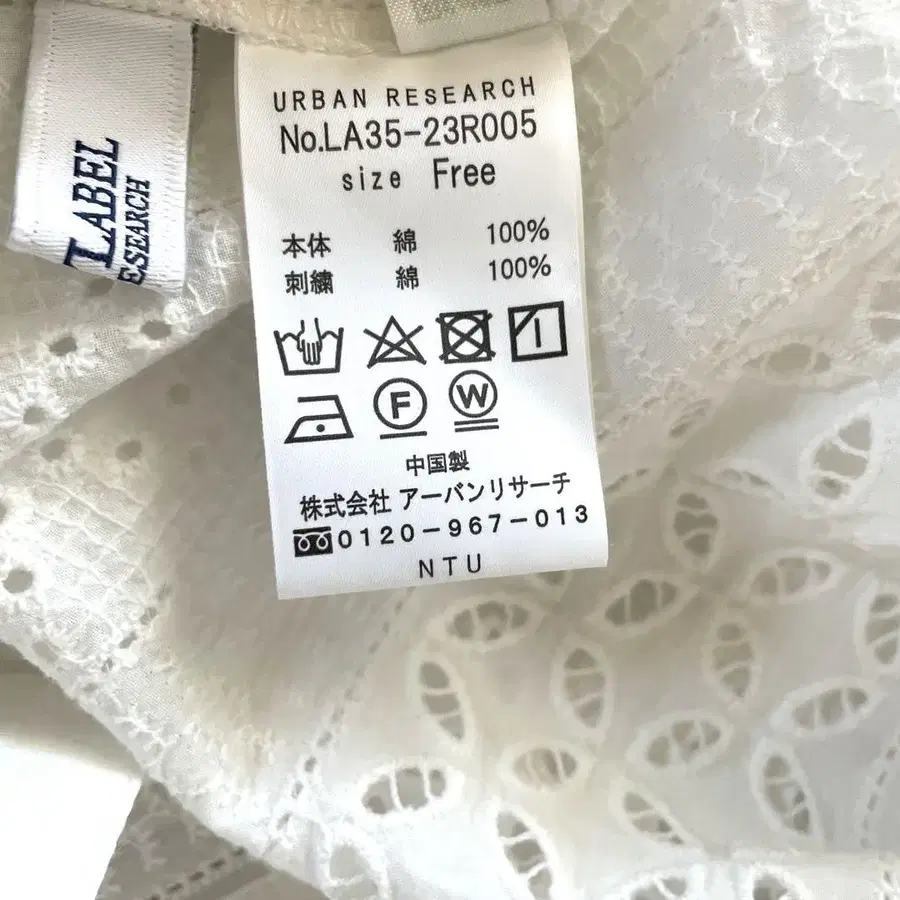 LABEL
ESEARCH
URBAN RESEARCH
No.LA35-23R005
size Free
本体 綿 100%
刺繍 綿 100%
F W
中国製
株式会社 アーバンリサーチ
0120-967-013
NTU